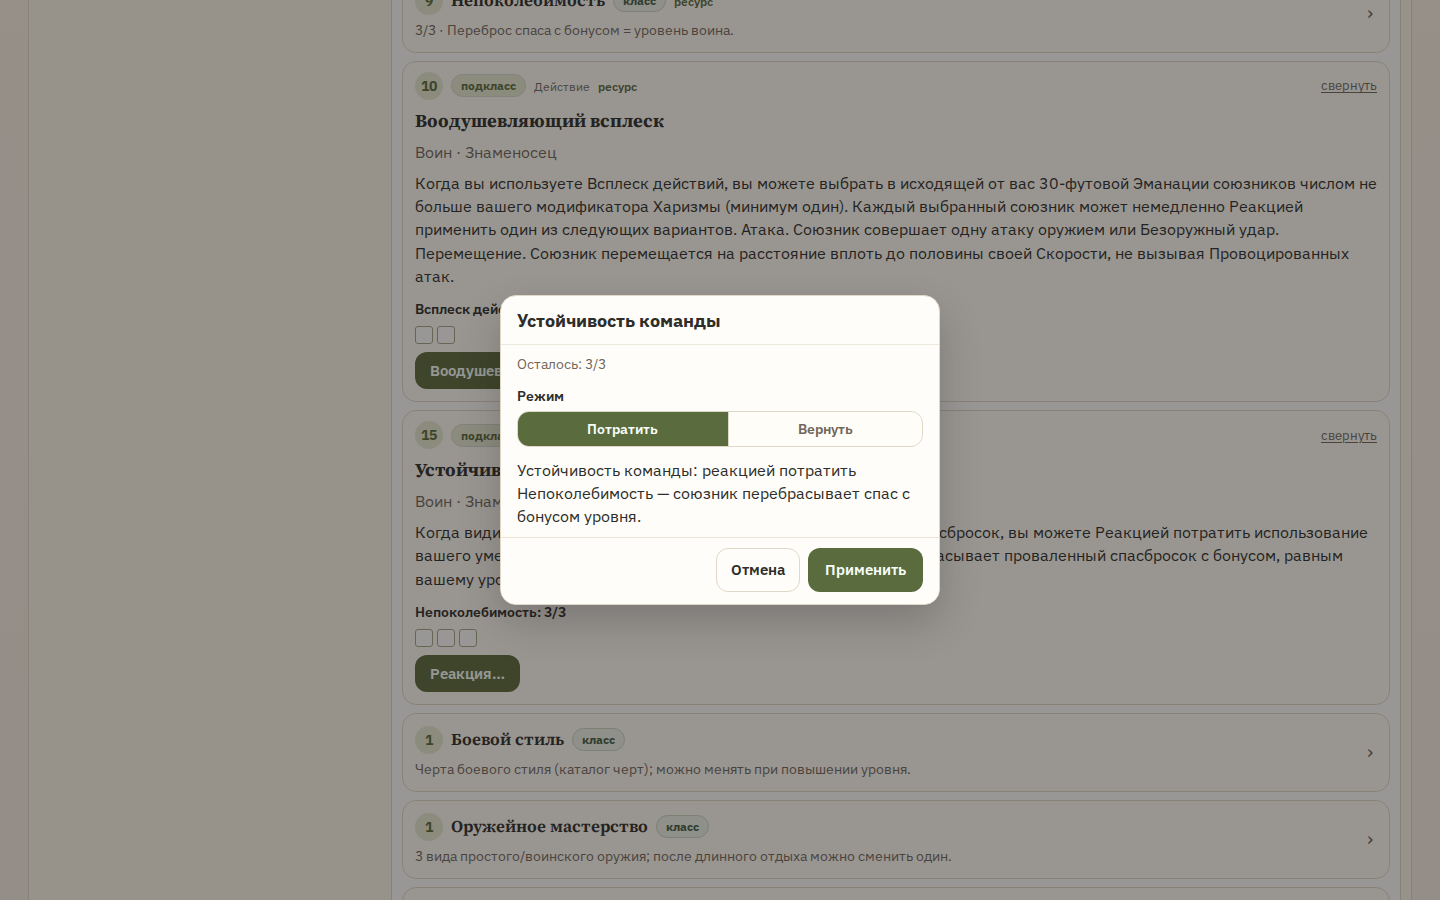 9 Непоколебимость класс ресурс
3/3 · Переброс спаса с бонусом = уровень воина.
10 подкласс Действие ресурс свернуть
Воодушевляющий всплеск
Воин · Знаменосец
Когда вы используете Всплеск действий, вы можете выбрать в исходящей от вас 30-футовой Эманации союзников числом не
больше вашего модификатора Харизмы (минимум один). Каждый выбранный союзник может немедленно Реакцией
применить один из следующих вариантов. Атака. Союзник совершает одну атаку оружием или Безоружный удар.
Перемещение. Союзник перемещается на расстояние вплоть до половины своей Скорости, не вызывая Провоцированных
атак.
Всплеск
Устойчивость команды
Осталось: 3/3
Режим
Потратить Вернуть
Устойчивость команды: реакцией потратить
Непоколебимость — союзник перебрасывает спас с
бонусом уровня.
Отмена Применить
15 свернуть
Воин ·
Когда , вы можете Реакцией потратить использование
вашего проваленный спасбросок с бонусом, равным
вашему
Непоколебимость: 3/3
Реакция...
1 Боевой стиль класс
Черта боевого стиля (каталог черт); можно менять при повышении уровня.
1 Оружейное мастерство класс
3 вида простого/воинского оружия; после длинного отдыха можно сменить один.